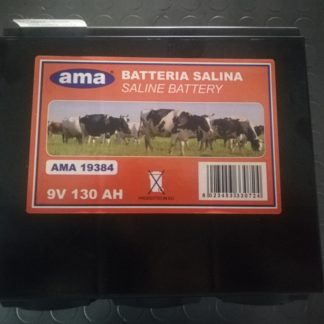 ama
BATTERIA SALINA
SALINE BATTERY
AMA 19384
9V 130 AH